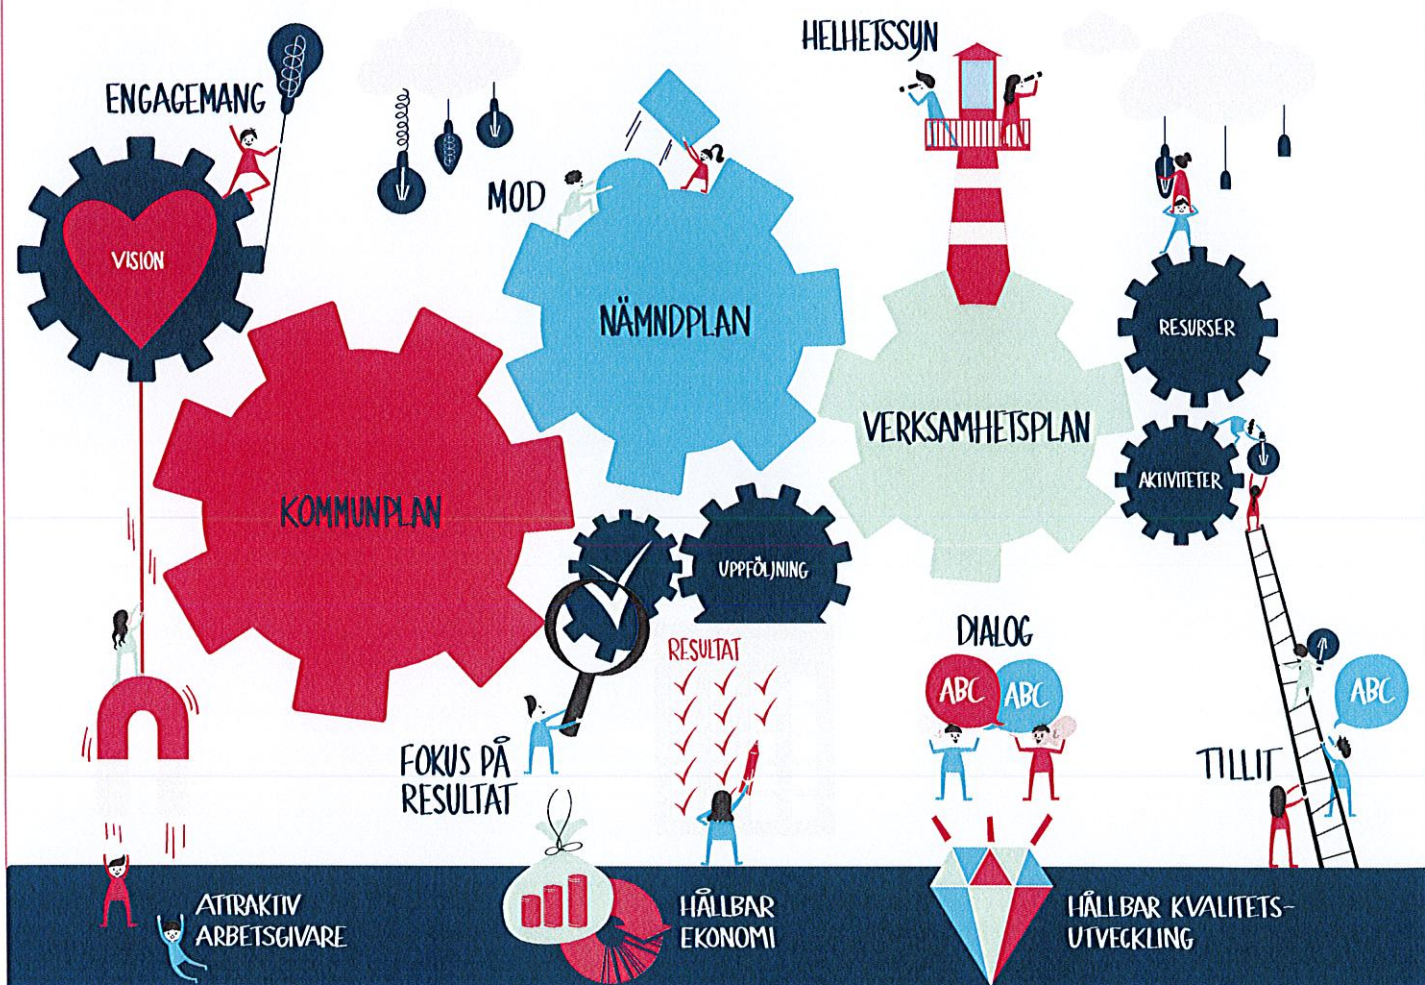 HELHETSSYN
ENGAGEMANG
MOD
VISION
NÄMNDPLAN
RESURSER
VERKSAMHETSPLAN
AKTIVITETER
KOMMUNPLAN
UPPFÖLJNING
RESULTAT
DIALOG
ABC
ABC
ABC
FOKUS PÅ
RESULTAT
TILLIT
ATTRAKTIV
ARBETSGIVARE
HÅLLBAR
EKONOMI
HÅLLBAR KVALITETS-
UTVECKLING